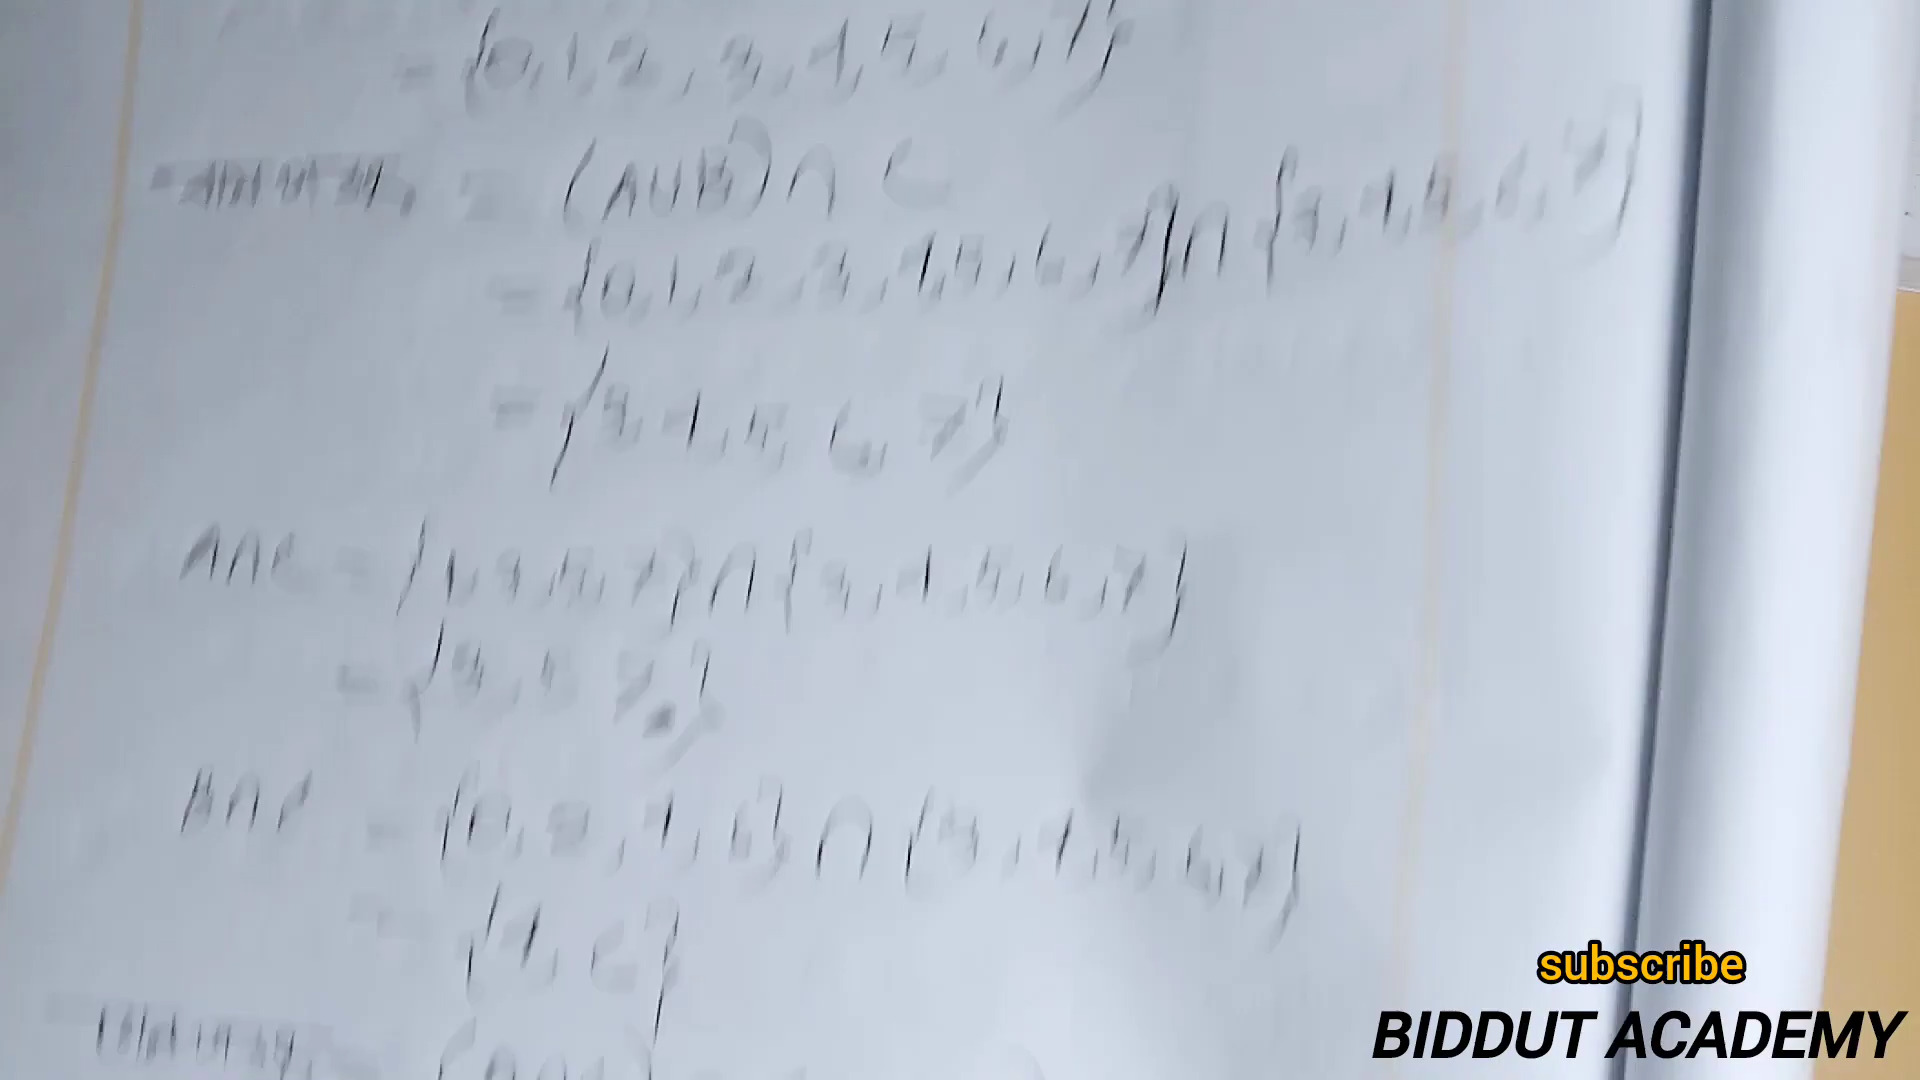 = {0, 1, 2, 3, 4, 5, 6, 7}
= (A∪B)∩ C
= {0, 1, 2, 3, 4, 5, 6, 7}∩ {3, 4, 5, 6, 7}
= {3, 4, 5, 6, 7}
A∩C = {1, 3, 5, 7}∩{3, 4, 5, 6, 7}
= {3, 5, 7}
B∩C = {0, 2, 4, 6} ∩ {3, 4, 5, 6, 7}
= {4, 6}
subscribe
BIDDUT ACADEMY